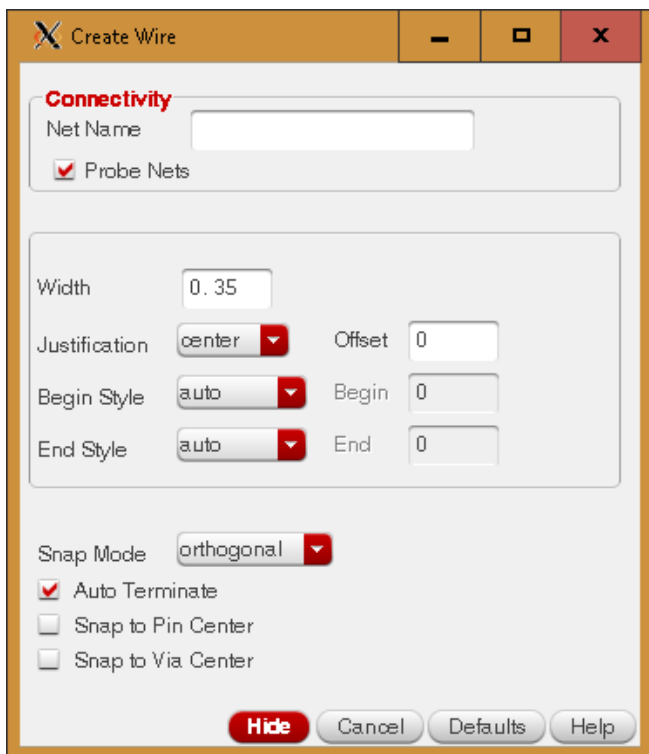 Create Wire
Connectivity
Net Name
Probe Nets
Width 0.35
Justification center Offset 0
Begin Style auto Begin 0
End Style auto End 0
Snap Mode orthogonal
Auto Terminate
Snap to Pin Center
Snap to Via Center
Hide Cancel Defaults Help